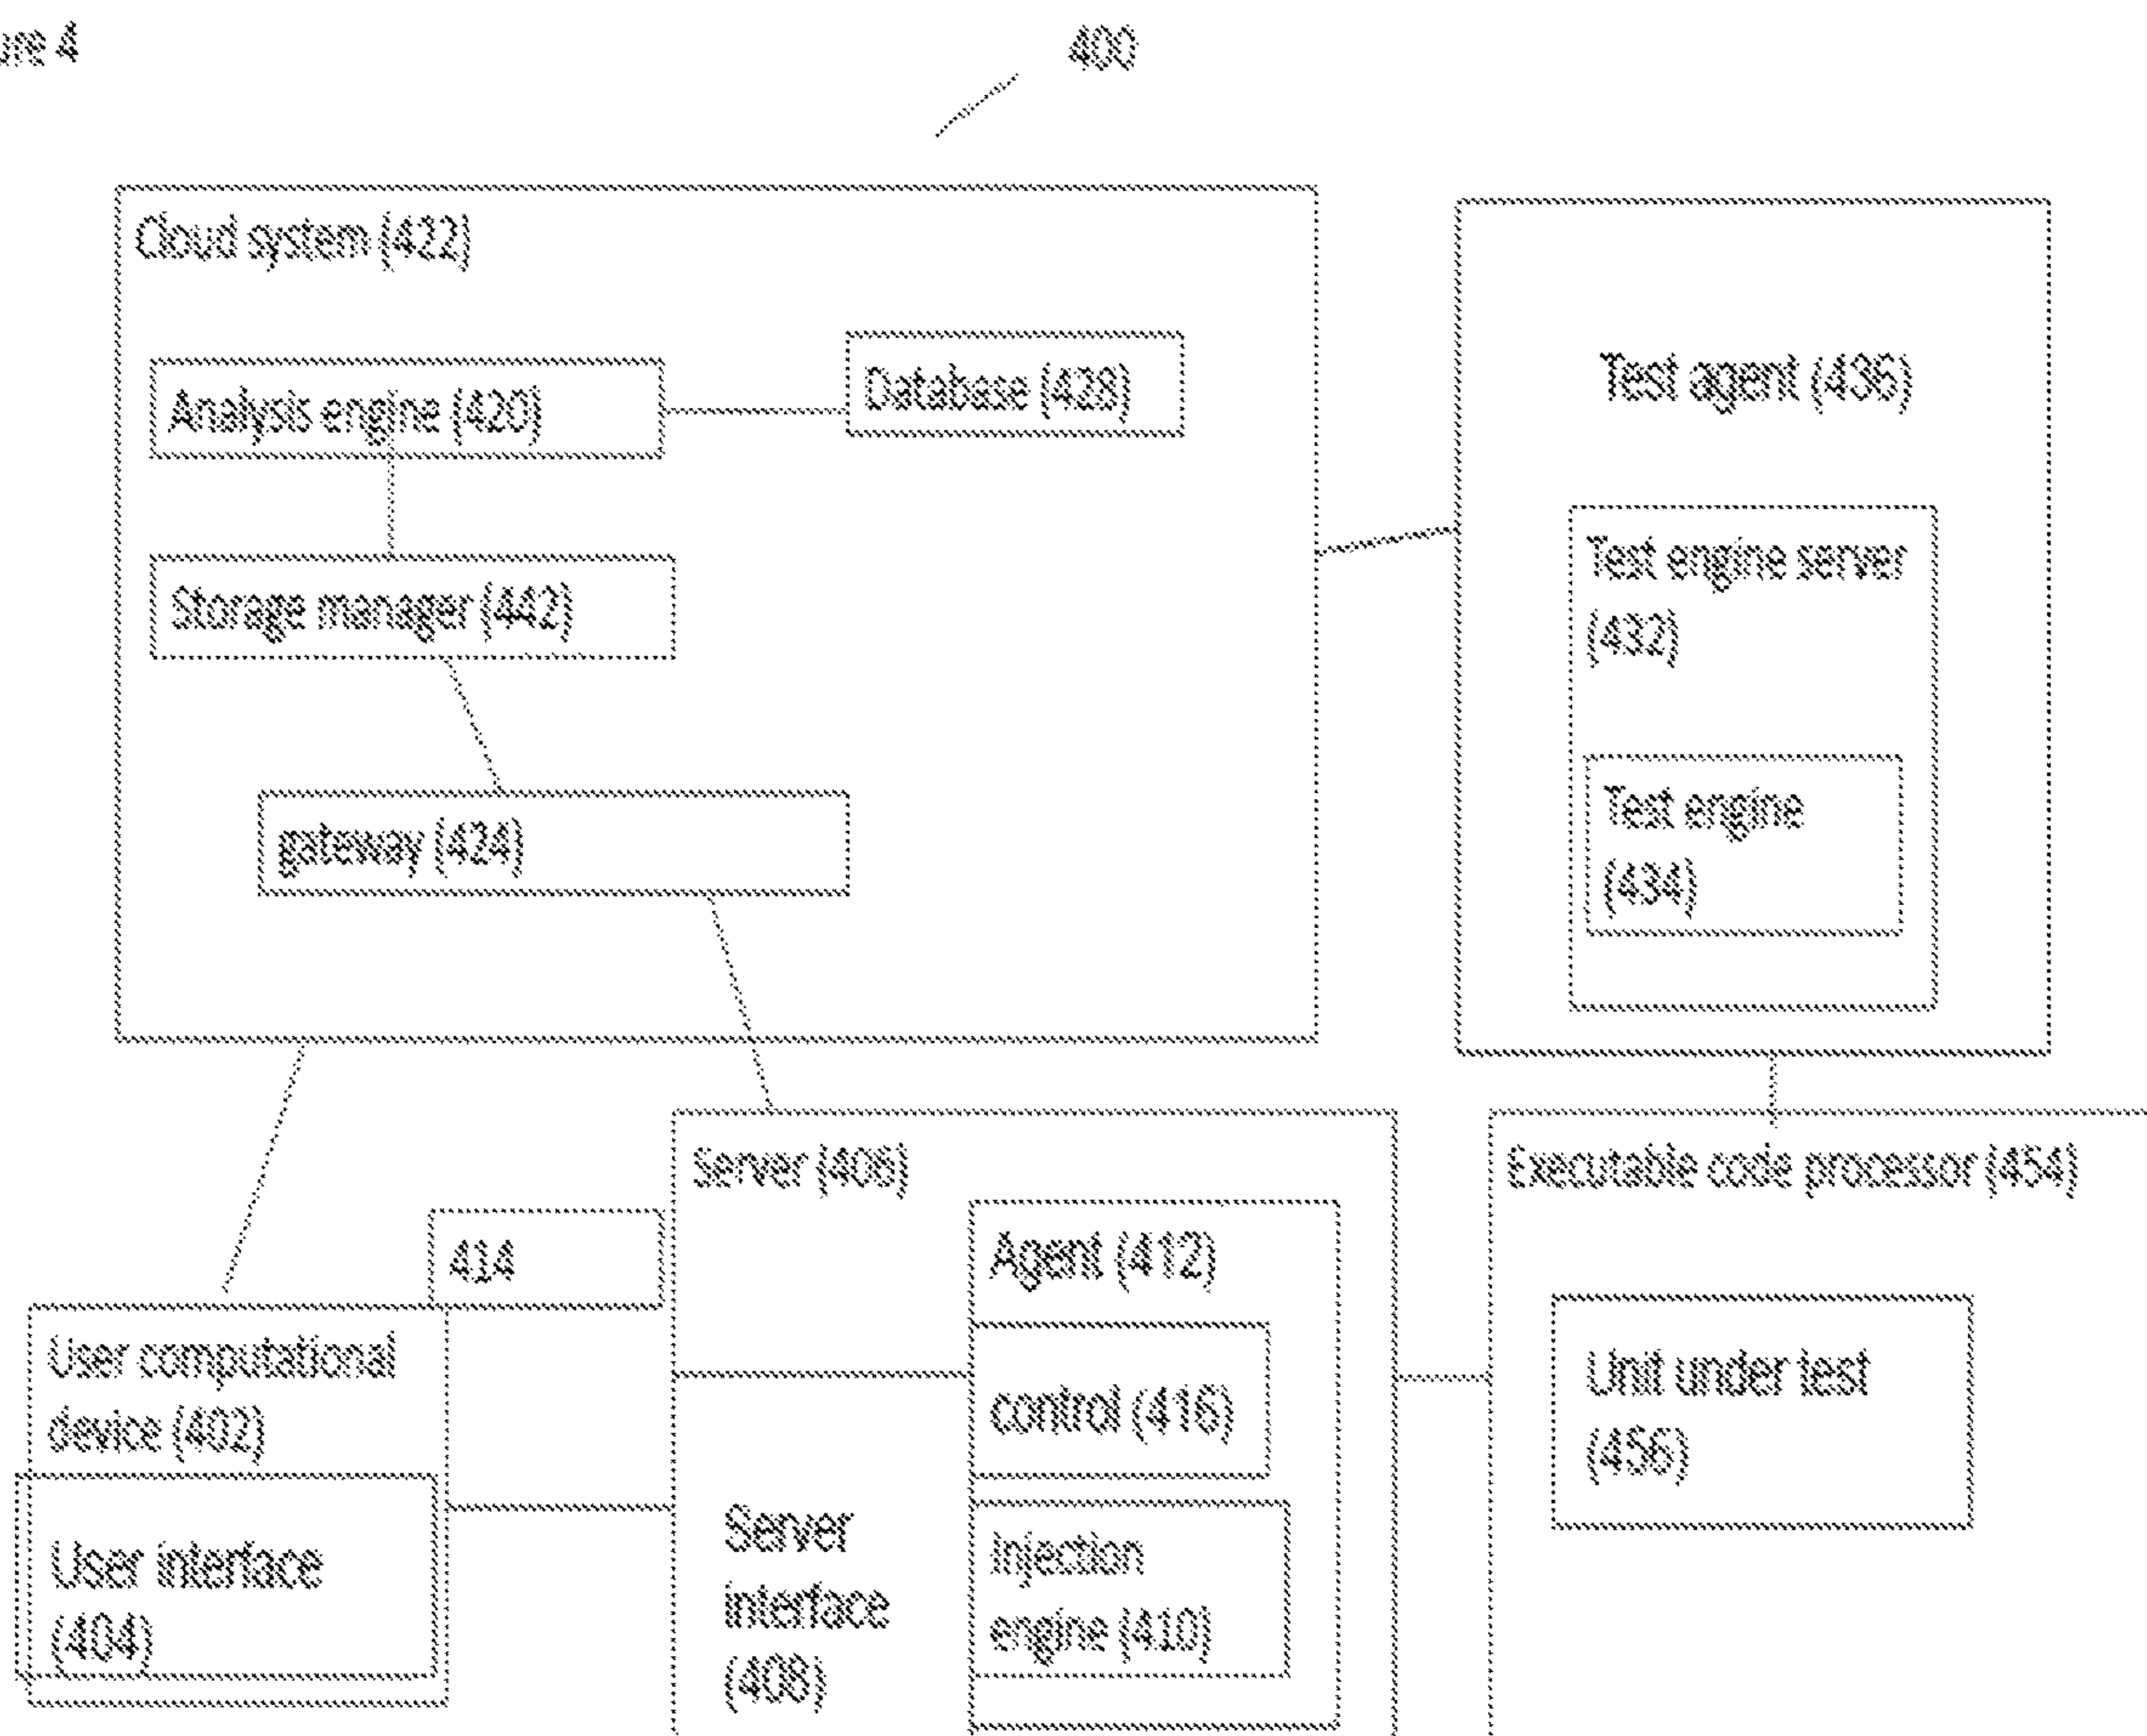 ure 4
400
Cloud system (422)
Analysis engine (420)
Database (428)
Storage manager (442)
gateway (424)
Test agent (436)
Test engine server
(432)
Test engine
(434)
Server (406)
Agent (412)
control (416)
Injection
engine (410)
Server
interface
(408)
414
User computational
device (402)
User interface
(404)
Executable code processor (454)
Unit under test
(456)